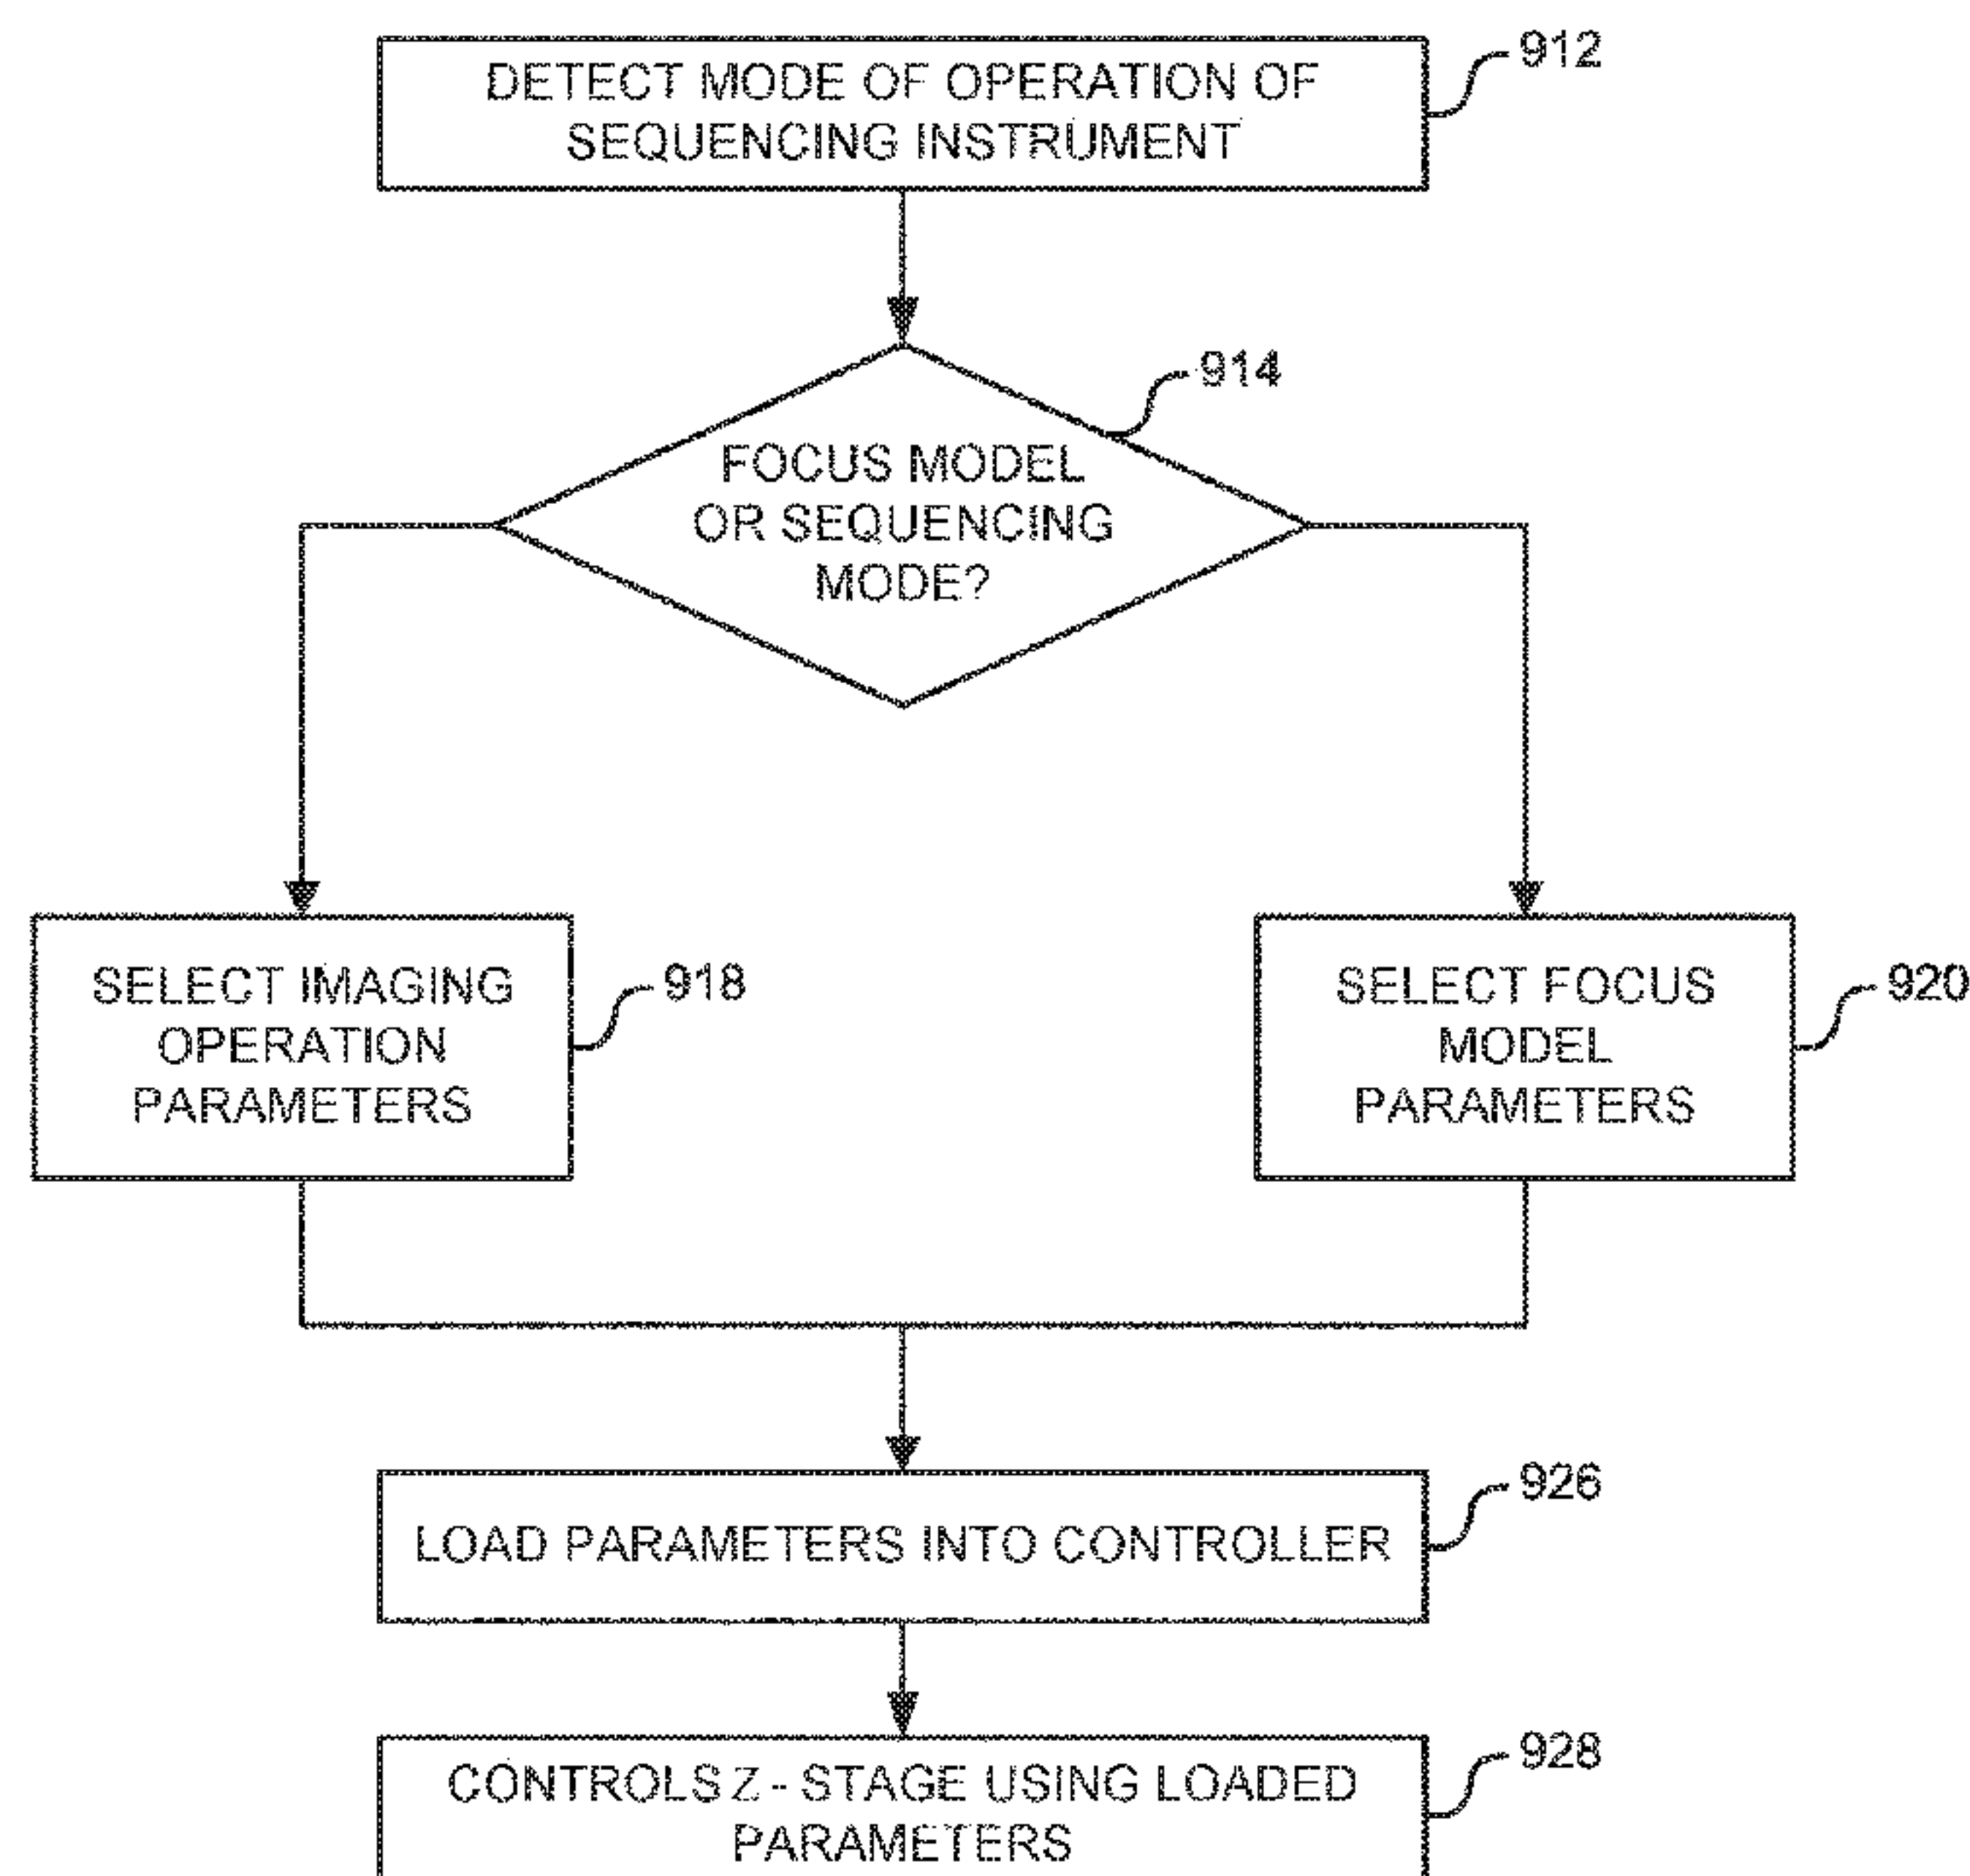 DETECT MODE OF OPERATION OF
SEQUENCING INSTRUMENT
912
914
FOCUS MODEL
OR SEQUENCING
MODE?
SELECT IMAGING
OPERATION
PARAMETERS
918
SELECT FOCUS
MODEL
PARAMETERS
920
LOAD PARAMETERS INTO CONTROLLER
926
CONTROLS Z - STAGE USING LOADED
PARAMETERS
928